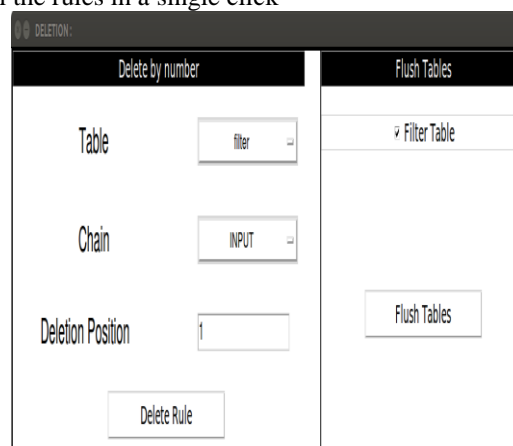 the rules in a single click
DELETION:
Delete by number
Flush Tables
Table
filter
Filter Table
Chain
INPUT
Deletion Position
1
Flush Tables
Delete Rule